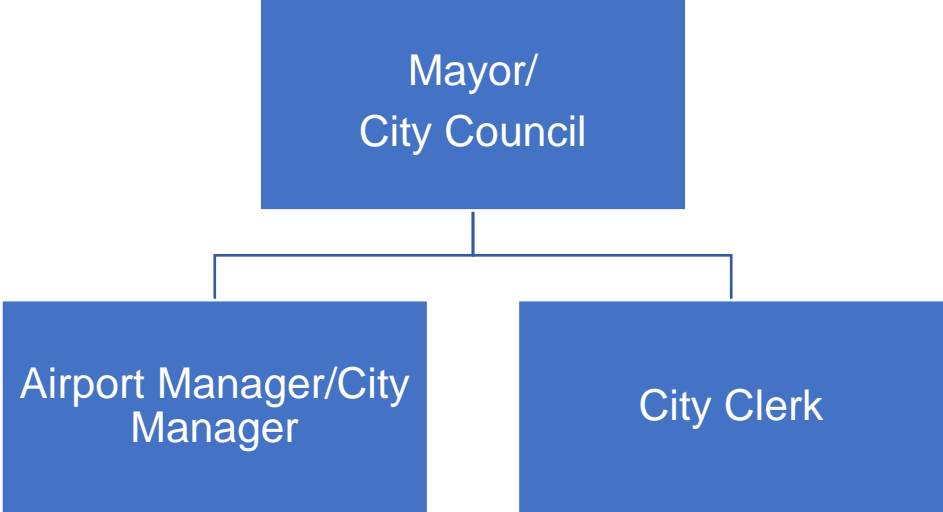 Mayor/
City Council
Airport Manager/City
Manager
City Clerk